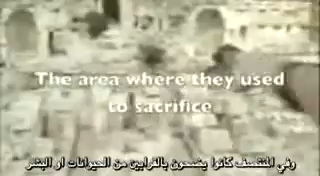 The area where they used
to sacrifice
وفي المنتصف كانوا يضحون بالقرابين من الحيوانات او البشر